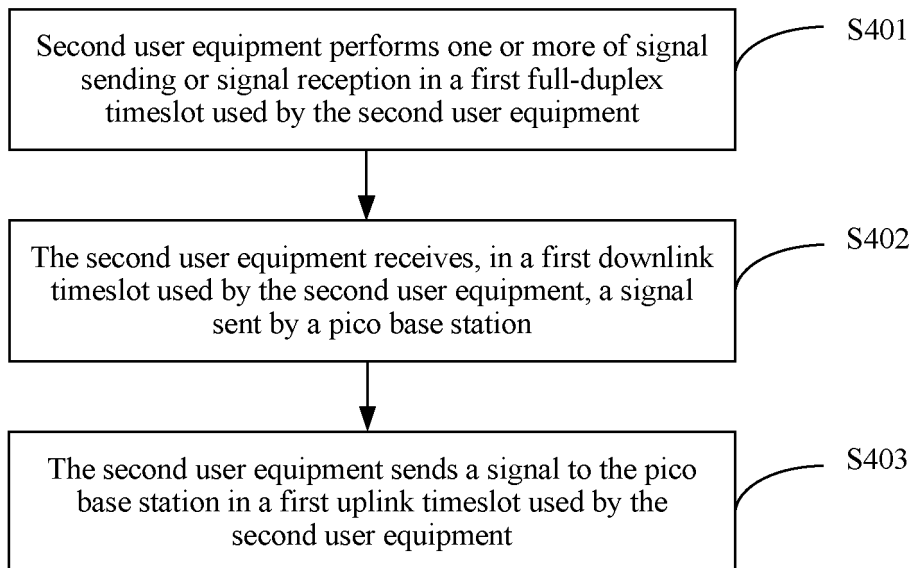 Second user equipment performs one or more of signal
sending or signal reception in a first full-duplex
timeslot used by the second user equipment
S401
The second user equipment receives, in a first downlink
timeslot used by the second user equipment, a signal
sent by a pico base station
S402
The second user equipment sends a signal to the pico
base station in a first uplink timeslot used by the
second user equipment
S403